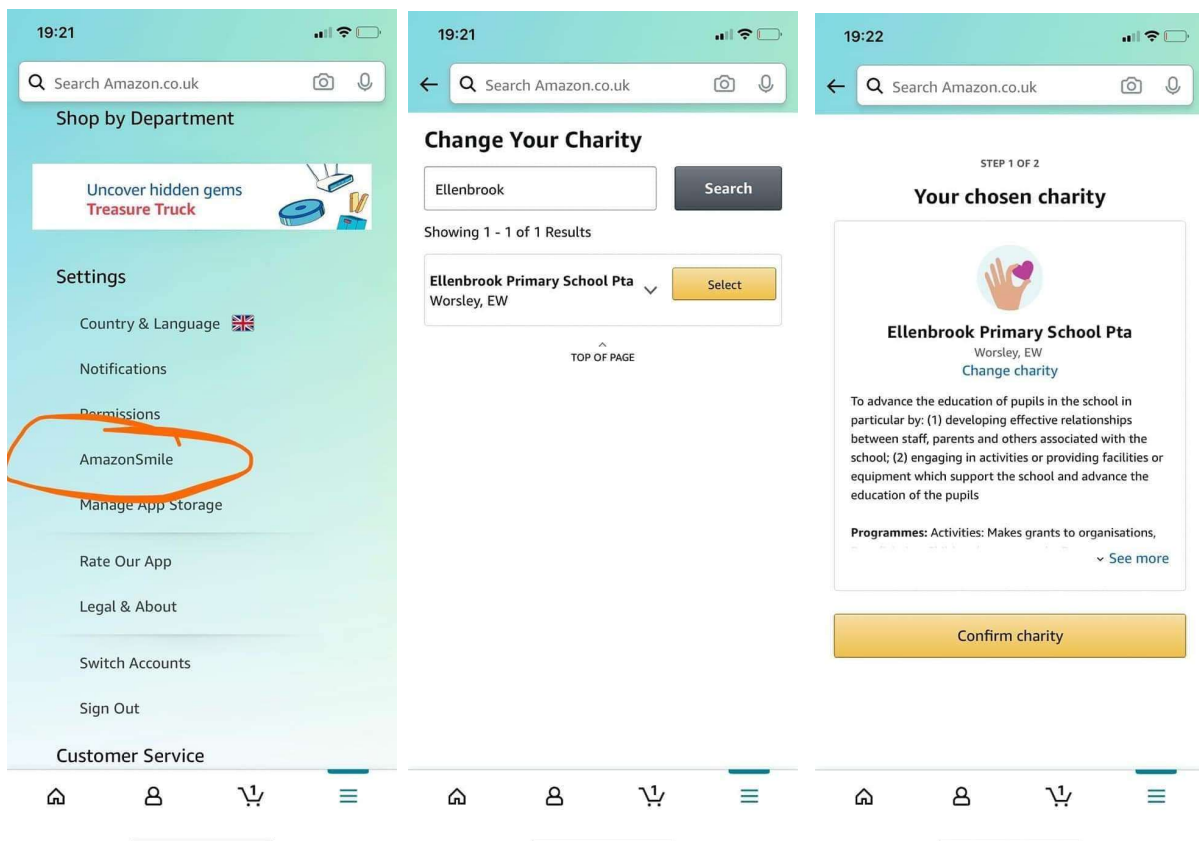 19:21
Search Amazon.co.uk
Shop by Department
Uncover hidden gems
Treasure Truck
Settings
Country & Language
Notifications
Permissions
AmazonSmile
Manage App Storage
Rate Our App
Legal & About
Switch Accounts
Sign Out
Customer Service
1
19:21
Search Amazon.co.uk
Change Your Charity
Ellenbrook
Search
Showing 1 - 1 of 1 Results
Ellenbrook Primary School Pta
Worsley, EW
Select
TOP OF PAGE
1
19:22
Search Amazon.co.uk
STEP 1 OF 2
Your chosen charity
Ellenbrook Primary School Pta
Worsley, EW
Change charity
To advance the education of pupils in the school in
particular by: (1) developing effective relationships
between staff, parents and others associated with the
school; (2) engaging in activities or providing facilities or
equipment which support the school and advance the
education of the pupils
Programmes: Activities: Makes grants to organisations,
See more
Confirm charity
1